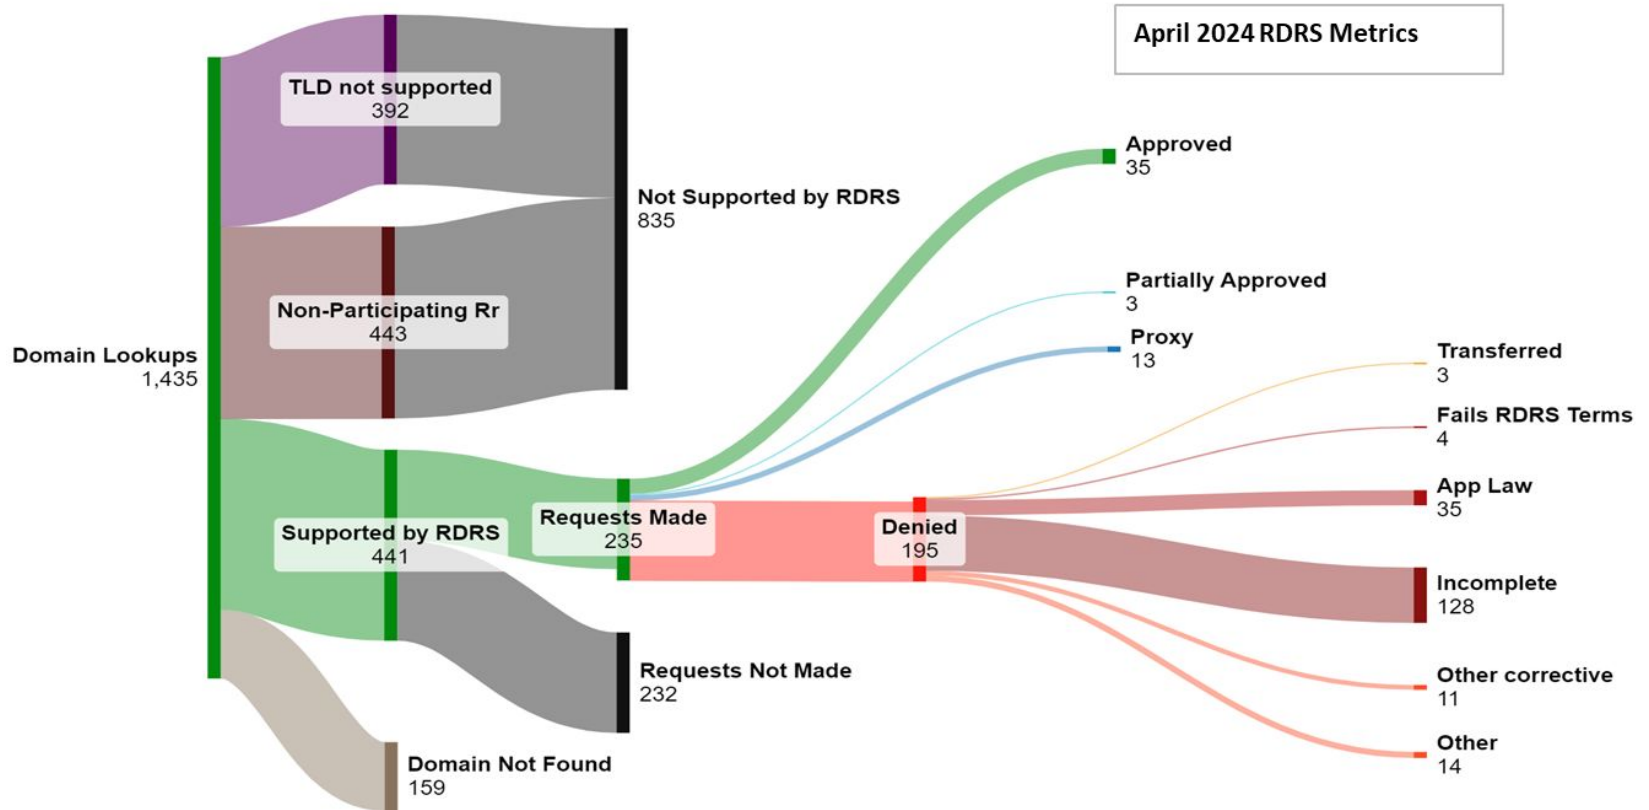 April 2024 RDRS Metrics
TLD not supported
392
Approved
35
Not Supported by RDRS
835
Partially Approved
3
Non-Participating Rr
443
Proxy
13
Domain Lookups
1,435
Transferred
3
Fails RDRS Terms
4
App Law
35
Requests Made
235
Denied
195
Supported by RDRS
441
Incomplete
128
Requests Not Made
232
Other corrective
11
Other
14
Domain Not Found
159